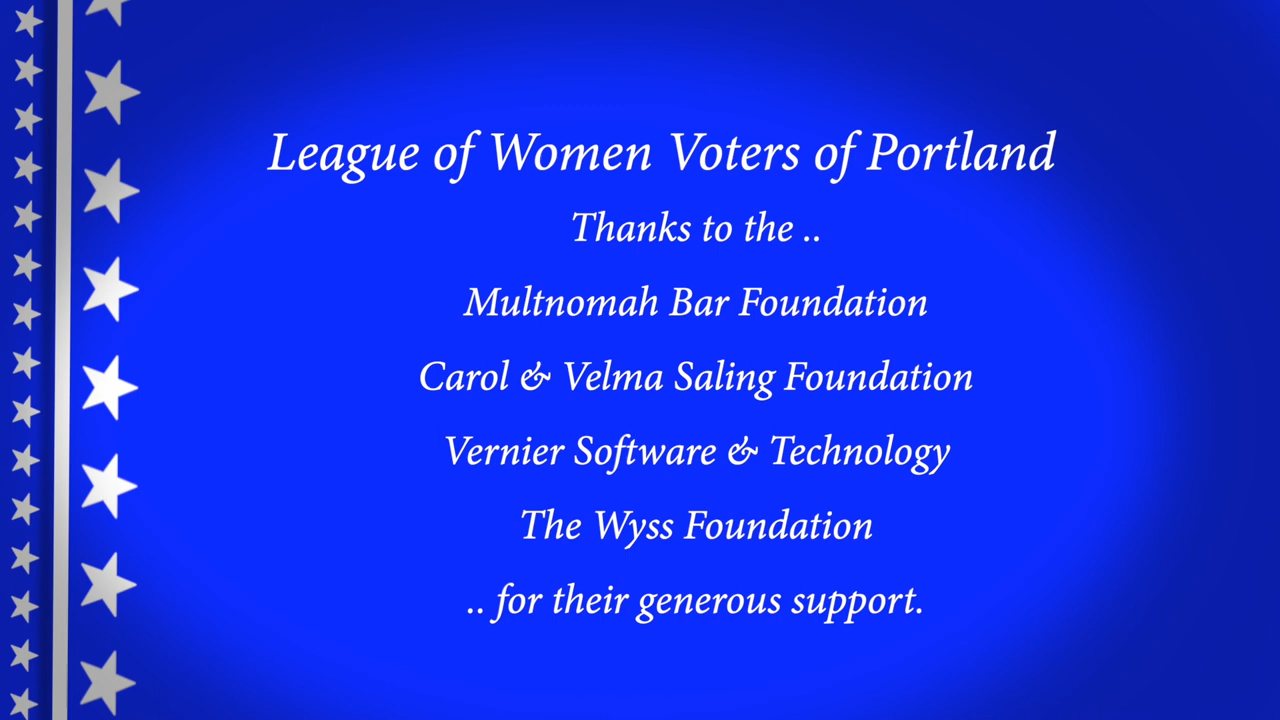 League of Women Voters of Portland
Thanks to the ..
Multnomah Bar Foundation
Carol & Velma Saling Foundation
Vernier Software & Technology
The Wyss Foundation
.. for their generous support.